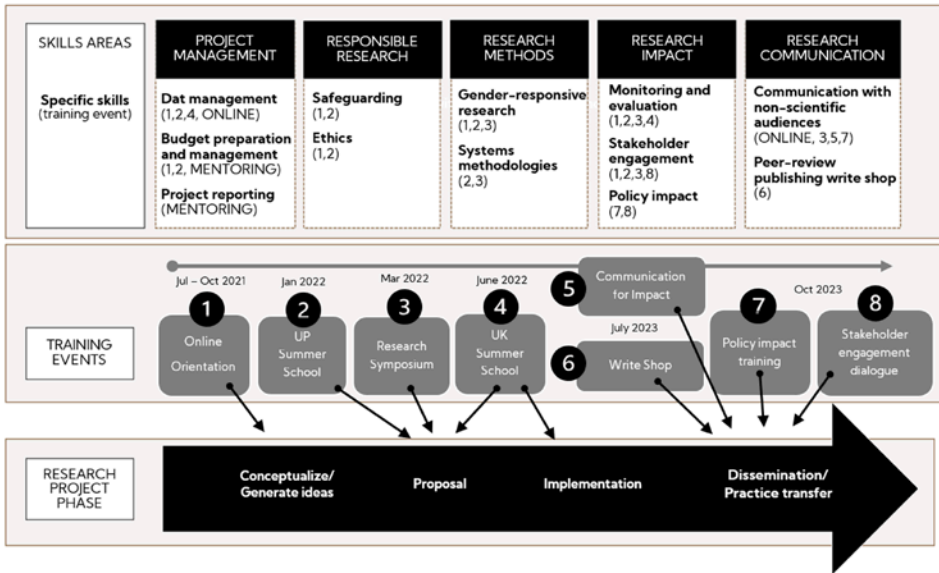 SKILLS AREAS
Specific skills
(training event)
PROJECT
MANAGEMENT
Dat management
(1,2,4, ONLINE)
Budget preparation
and management
(1,2, MENTORING)
Project reporting
(MENTORING)
RESPONSIBLE
RESEARCH
Safeguarding
(1,2)
Ethics
(1,2)
RESEARCH
METHODS
Gender-responsive
research
(1,2,3)
Systems
methodologies
(2,3)
RESEARCH
IMPACT
Monitoring and
evaluation
(1,2,3,4)
Stakeholder
engagement
(1,2,3,8)
Policy impact
(7,8)
RESEARCH
COMMUNICATION
Communication with
non-scientific
audiences
(ONLINE, 3,5,7)
Peer-review
publishing write shop
(6)
TRAINING
EVENTS
Jul – Oct 2021
1
Online
Orientation
Jan 2022
2
UP
Summer
School
Mar 2022
3
Research
Symposium
June 2022
4
UK
Summer
School
5
Communication
for Impact
July 2023
6
Write Shop
Oct 2023
7
Policy impact
training
8
Stakeholder
engagement
dialogue
RESEARCH
PROJECT
PHASE
Conceptualize/
Generate ideas
Proposal
Implementation
Dissemination/
Practice transfer